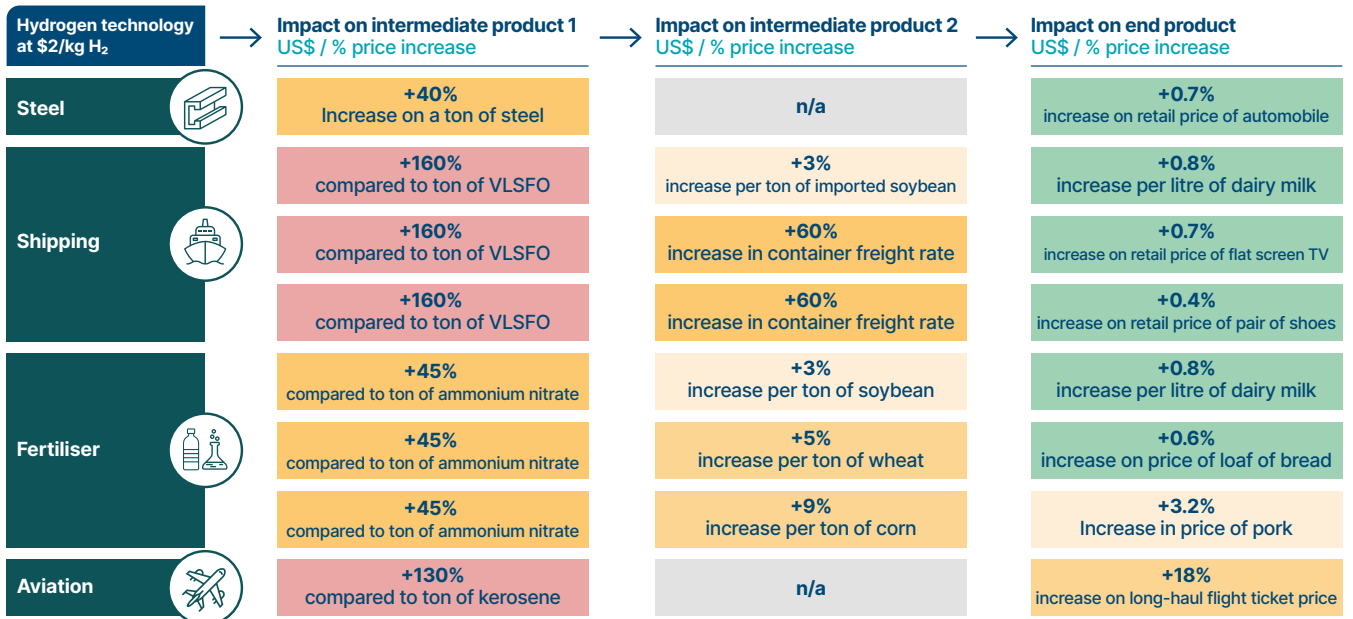 Hydrogen technology
at $2/kg H₂
Impact on intermediate product 1
US$ / % price increase
Impact on intermediate product 2
US$ / % price increase
Impact on end product
US$ / % price increase
Steel
+40%
Increase on a ton of steel
n/a
+0.7%
increase on retail price of automobile
Shipping
+160%
compared to ton of VLSFO
+3%
increase per ton of imported soybean
+0.8%
increase per litre of dairy milk
+160%
compared to ton of VLSFO
+60%
increase in container freight rate
+0.7%
increase on retail price of flat screen TV
+160%
compared to ton of VLSFO
+60%
increase in container freight rate
+0.4%
increase on retail price of pair of shoes
Fertiliser
+45%
compared to ton of ammonium nitrate
+3%
increase per ton of soybean
+0.8%
increase per litre of dairy milk
+45%
compared to ton of ammonium nitrate
+5%
increase per ton of wheat
+0.6%
increase on price of loaf of bread
+45%
compared to ton of ammonium nitrate
+9%
increase per ton of corn
+3.2%
Increase in price of pork
Aviation
+130%
compared to ton of kerosene
n/a
+18%
increase on long-haul flight ticket price